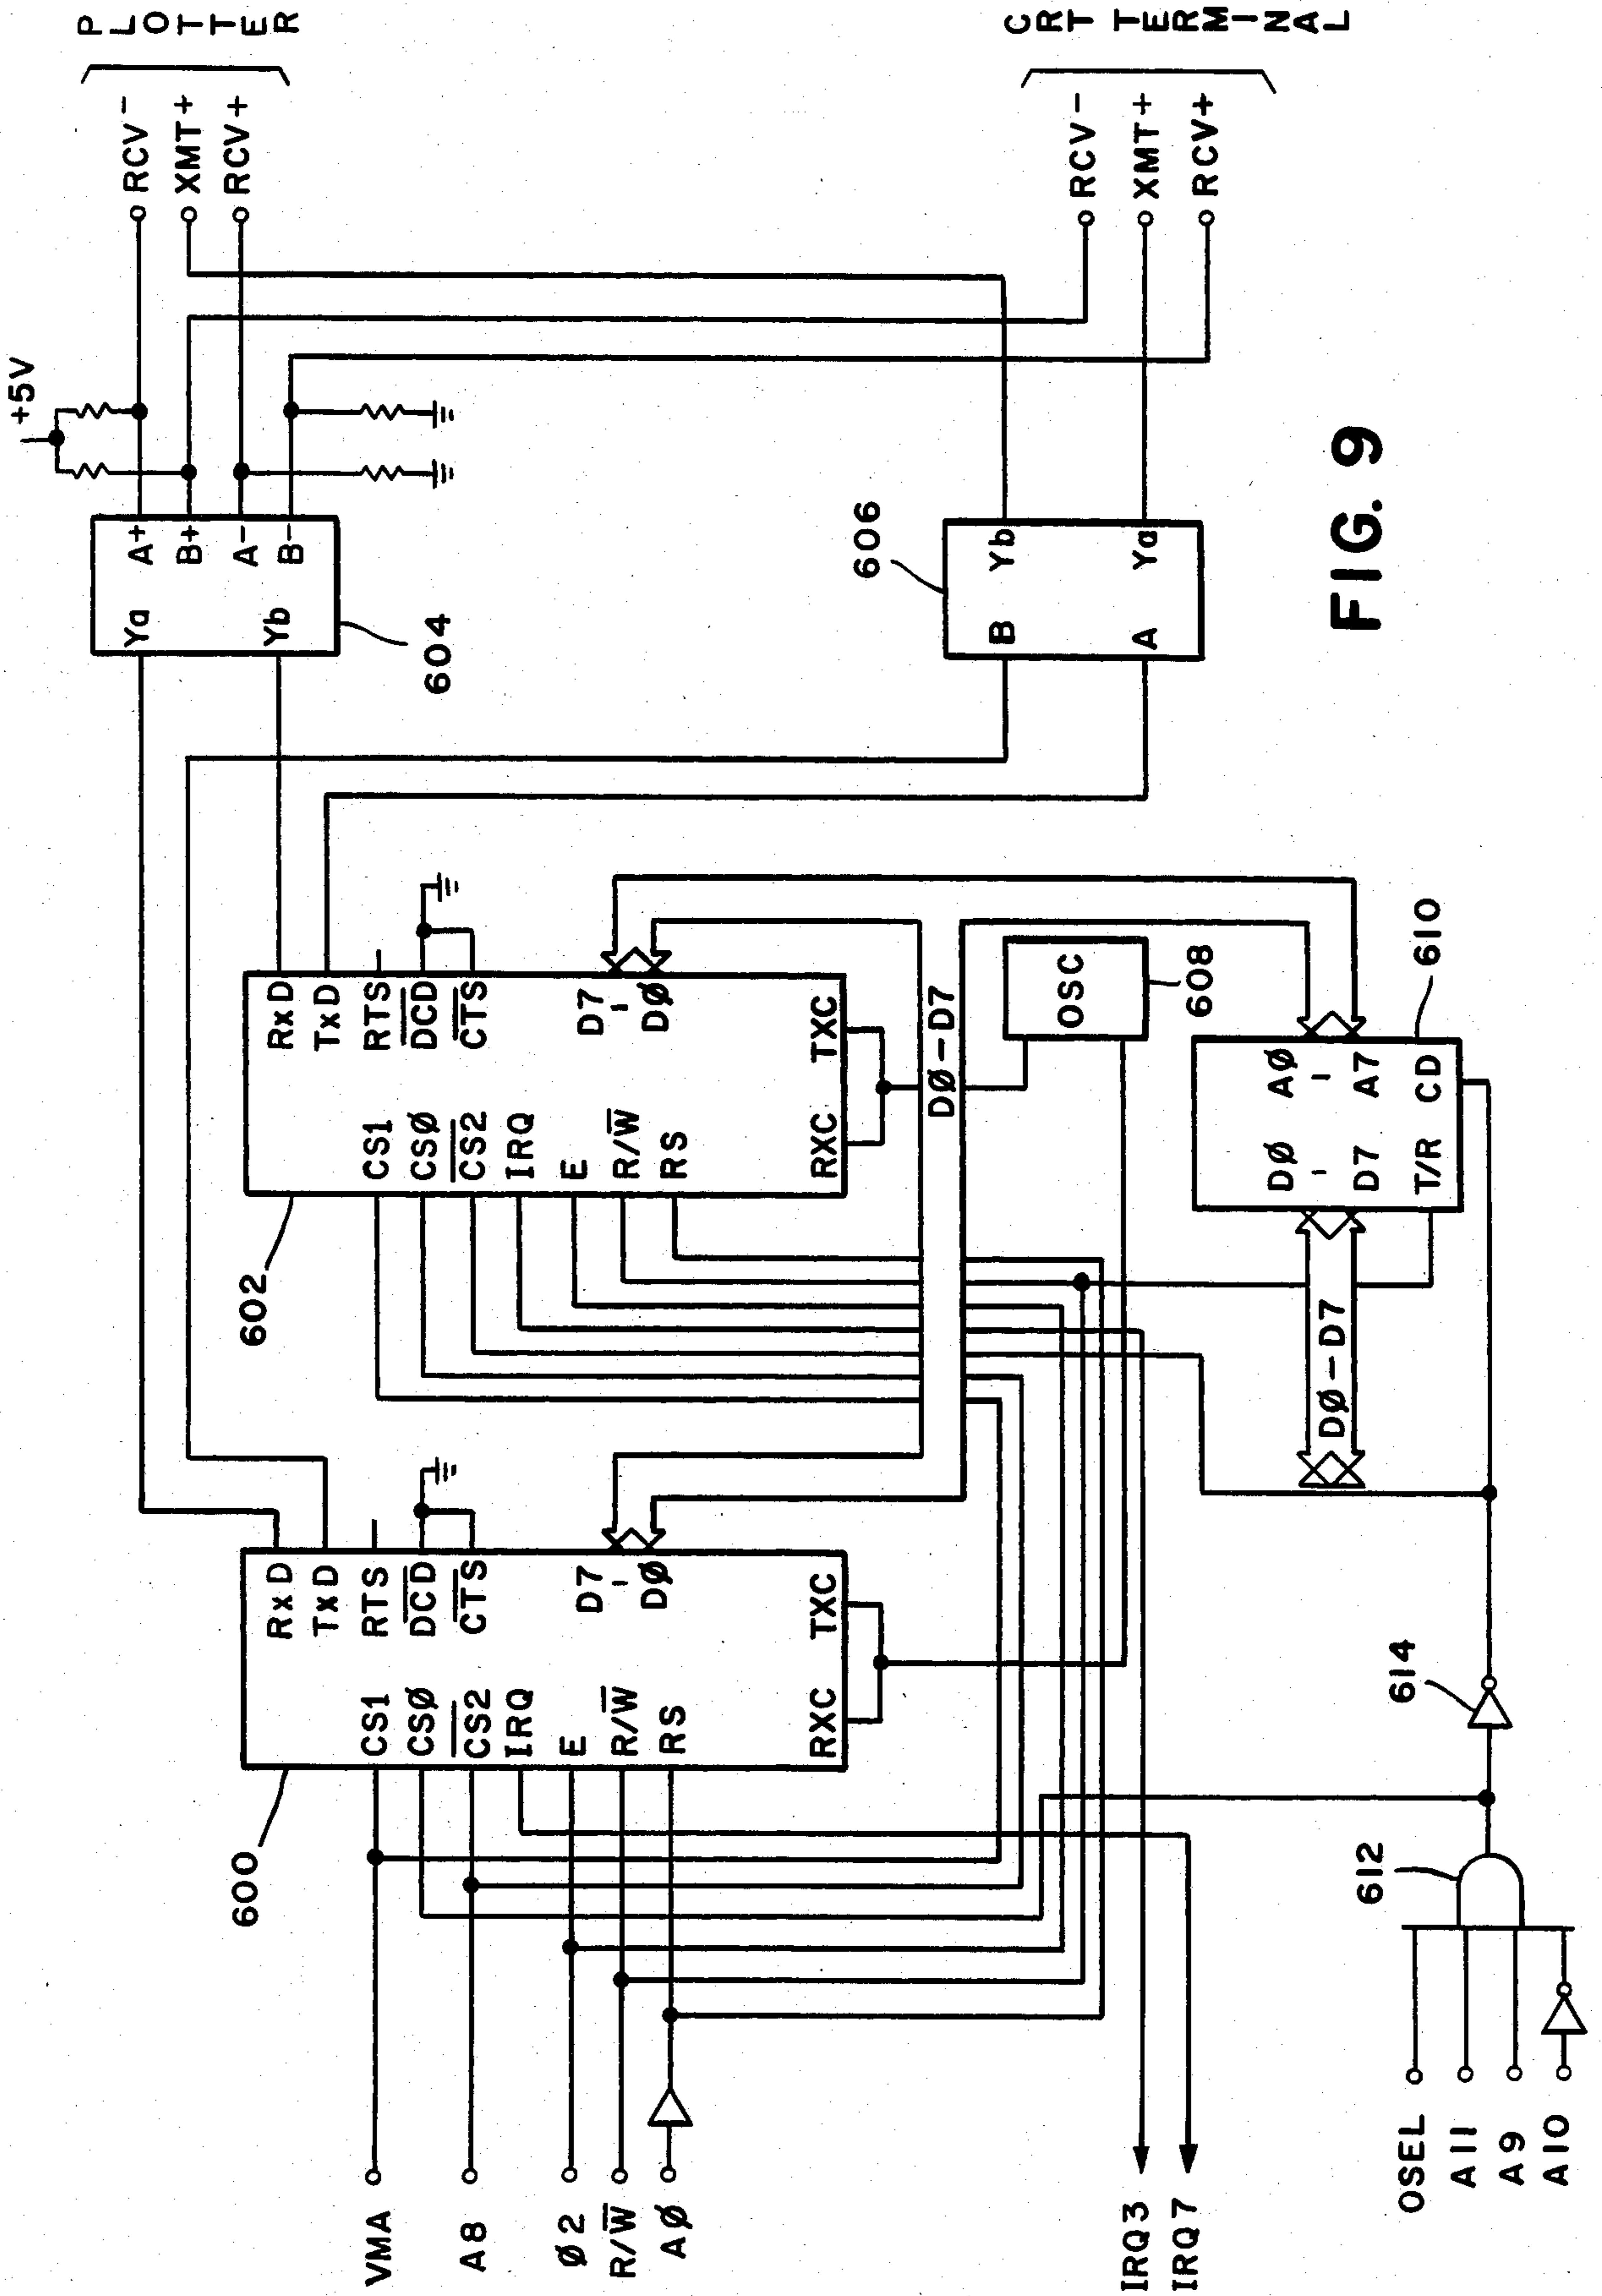 PLOTTER
RCV-
XMT+
RCV+
CRT TERMINAL
RCV-
XMT+
RCV+
+5V
Ya
A+
B+
A-
B-
Yb
604
606
B
Yb
A
Ya
FIG. 9
602
RxD
TxD
RTS
DCD
CTS
D7
-
DØ
CS1
CSØ
CS2
IRQ
E
R/W
RS
RXC
TXC
DØ-D7
OSC
608
610
DØ
-
D7
AØ
-
A7
T/R
CD
DØ-D7
600
RxD
TxD
RTS
DCD
CTS
D7
-
DØ
CS1
CSØ
CS2
IRQ
E
R/W
RS
RXC
TXC
614
612
VMA
A8
Ø2
R/W
AØ
IRQ3
IRQ7
OSEL
A11
A9
A10